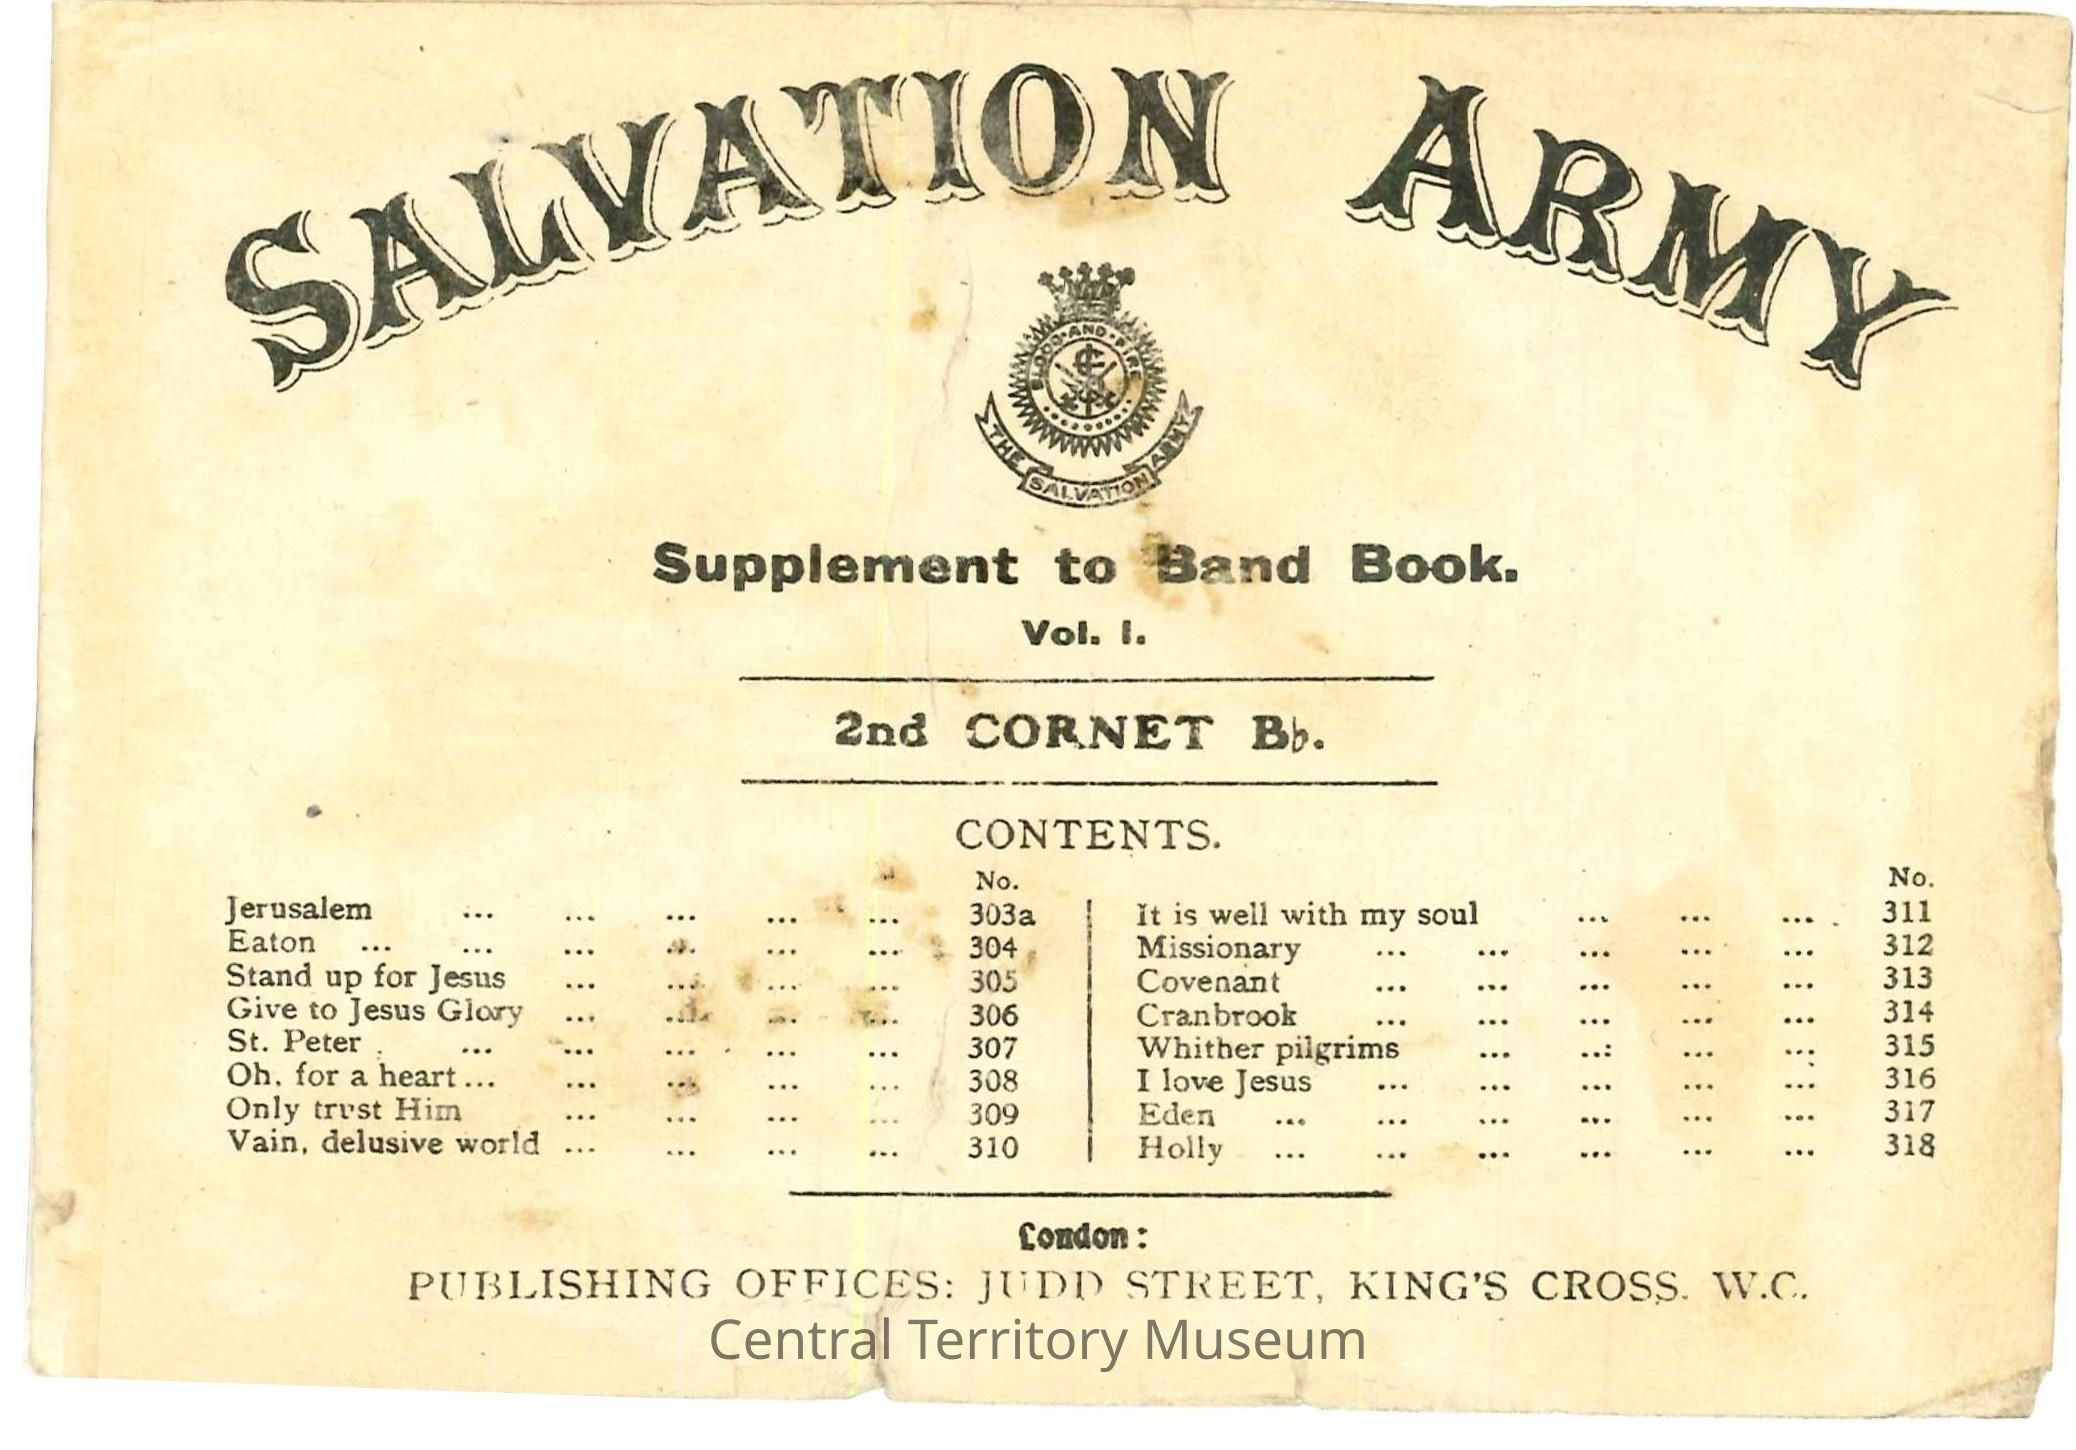 SALVATION ARMY
BLOOD AND FIRE
THE SALVATION ARMY
Supplement to Band Book.
Vol. I.
2nd CORNET B♭.
CONTENTS.
No.
Jerusalem ... ... ... ... ... 303a
Eaton ... ... ... ... ... ... 304
Stand up for Jesus ... ... ... ... 305
Give to Jesus Glory ... ... ... ... 306
St. Peter ... ... ... ... ... 307
Oh, for a heart ... ... ... ... ... 308
Only trust Him ... ... ... ... 309
Vain, delusive world ... ... ... ... 310
No.
It is well with my soul ... ... ... 311
Missionary ... ... ... ... ... 312
Covenant ... ... ... ... ... 313
Cranbrook ... ... ... ... ... 314
Whither pilgrims ... ... ... ... 315
I love Jesus ... ... ... ... ... 316
Eden ... ... ... ... ... ... 317
Holly ... ... ... ... ... ... 318
London:
PUBLISHING OFFICES: JUDD STREET, KING'S CROSS. W.C.
Central Territory Museum